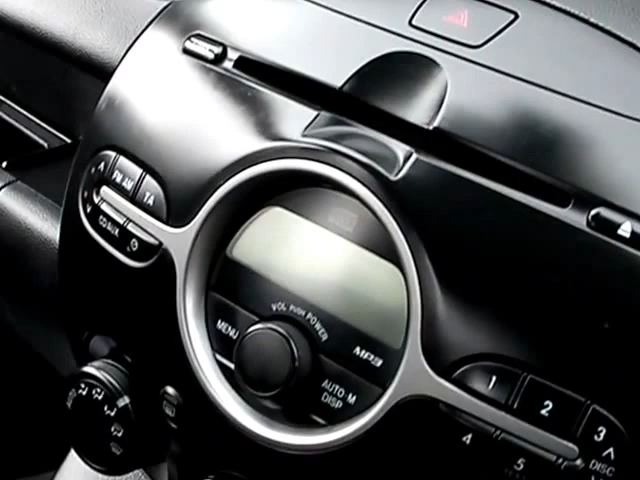 FM AM
TA
CD AUX
VOL PUSH POWER
MENU
MP3
AUTO-M
DISP
1
2
3
4
5
DISC